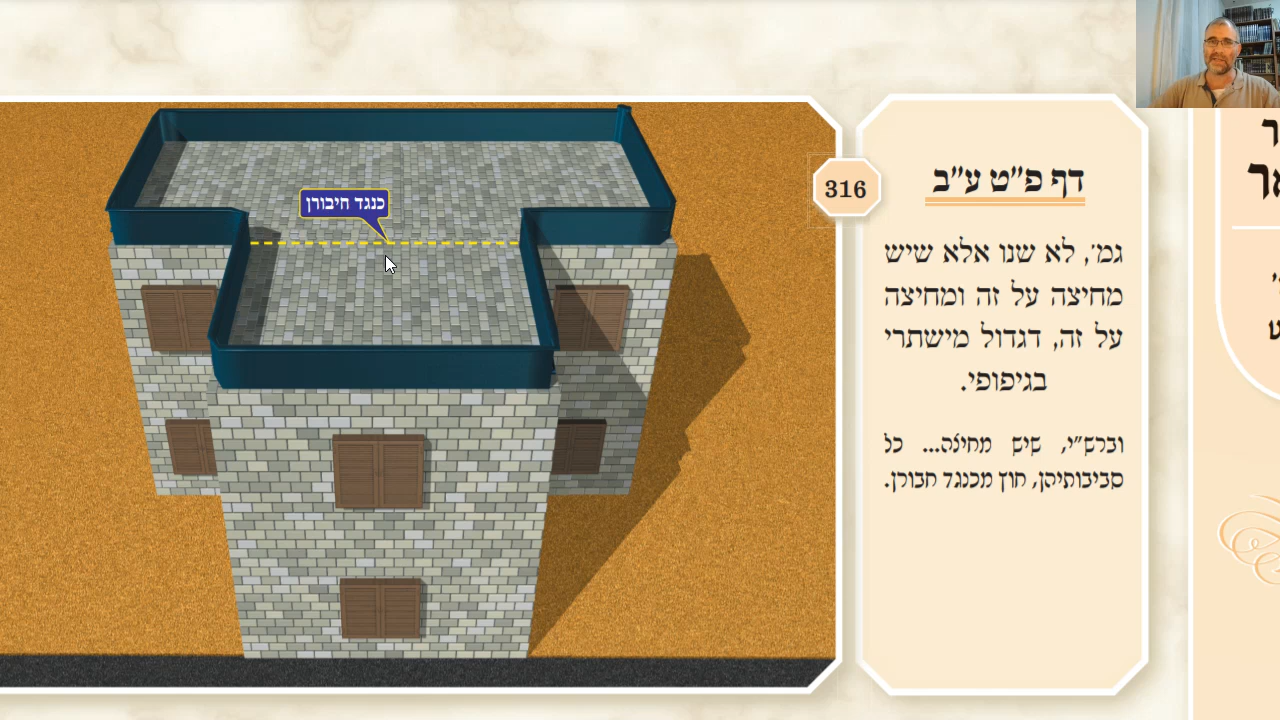 דף פ״ט ע״ב
גמ׳, לא שנו אלא שיש
מחיצה על זה ומחיצה
על זה, דגדול מישתרי
בגיפופי.
וברש״י, שיש מחיצה... כל
סביבותיהן, חוץ מכנגד חבורן.
316
כנגד חיבורן